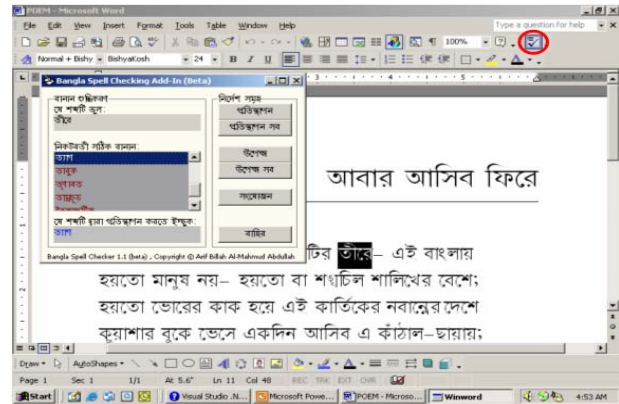 POEM - Microsoft Word
File Edit View Insert Format Tools Table Window Help Type a question for help
100%
Normal + Bishy BishyaKosh 24 B I U
Bangla Spell Checking Add-In (Beta)
যে শব্দটি ভুল:
তীরে
নিকটবর্তী সঠিক বানান:
নির্দেশ সমূহ
প্রতিস্থাপন
প্রতিস্থাপন সব
উপেক্ষা
উপেক্ষা সব
সংযোজন
বাহির
যে শব্দটি দ্বারা প্রতিস্থাপন করতে ইচ্ছুক:
Bangla Spell Checker 1.1 (beta) , Copyright © Arif Billah Al-Mahmud Abdullah
আবার আসিব ফিরে
টির তীরে– এই বাংলায়
হয়তো মানুষ নয়– হয়তো বা শংখচিল শালিখের বেশে;
হয়তো ভোরের কাক হয়ে এই কার্তিকের নবান্নের দেশে
কুয়াশার বুকে ভেসে একদিন আসিব এ কাঁঠাল–ছায়ায়;
Draw AutoShapes
Page 1 Sec 1 1/1 At 5.6" Ln 11 Col 48 REC TRK EXT OVR
Start Visual Studio .N... Microsoft Powe... POEM - Microso... Winword 4:53 AM